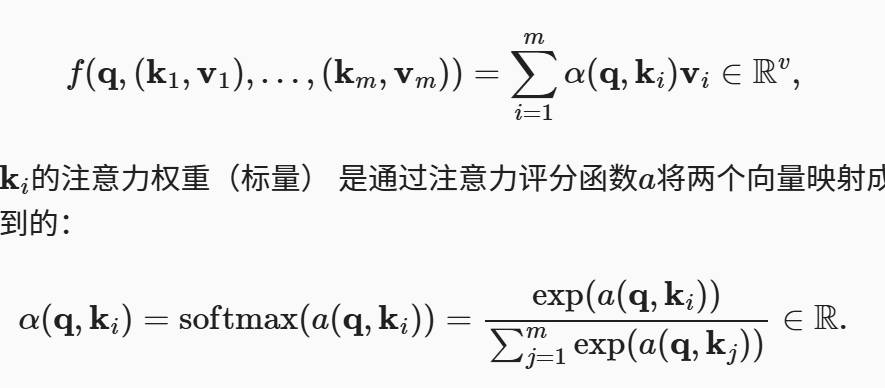 f(q, (k₁, v₁), …, (kₘ, vₘ)) = ∑ᵢ₌₁ᵐ α(q, kᵢ)vᵢ ∈ ℝᵛ,
kᵢ的注意力权重（标量） 是通过注意力评分函数a将两个向量映射成
到的：
α(q, kᵢ) = softmax(a(q, kᵢ)) = exp(a(q, kᵢ)) / ∑ⱼ₌₁ᵐ exp(a(q, kⱼ)) ∈ ℝ.